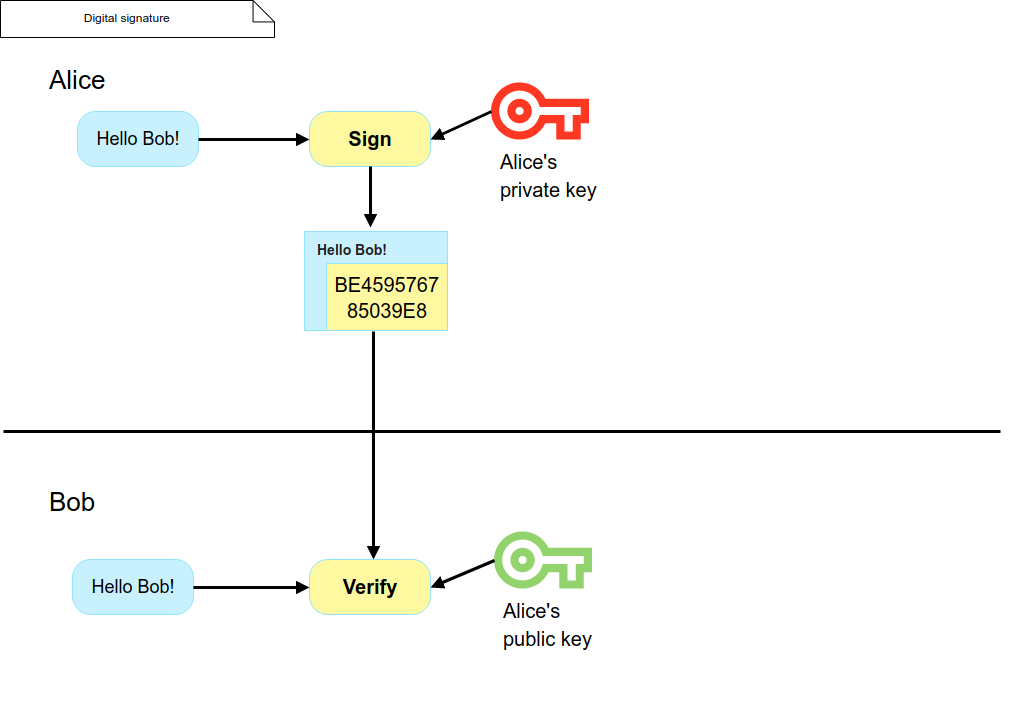 Digital signature
Alice
Hello Bob!
Sign
Alice's
private key
Hello Bob!
BE4595767
85039E8
Bob
Hello Bob!
Verify
Alice's
public key